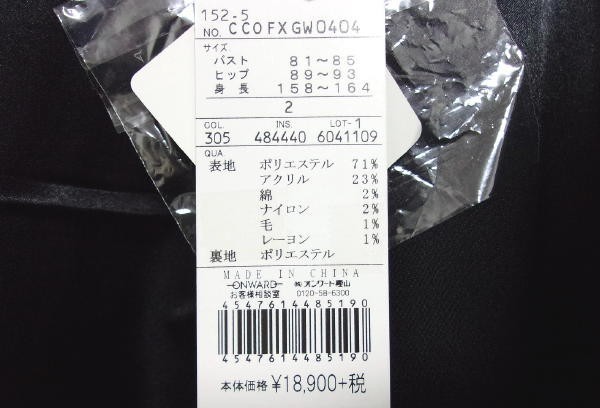 152-5
NO. CCOFXGW0404
サイズ
バスト 81～85
ヒップ 89～93
身長 158～164
2
COL. INS. LOT-1
305 484440 6041109
QUA
表地 ポリエステル 71%
アクリル 23%
綿 2%
ナイロン 2%
毛 1%
レーヨン 1%
裏地 ポリエステル
MADE IN CHINA
ONWARD ㈱オンワード樫山
お客様相談室 0120-58-6300
4547614485190
4547614485190
本体価格 ¥18,900+税